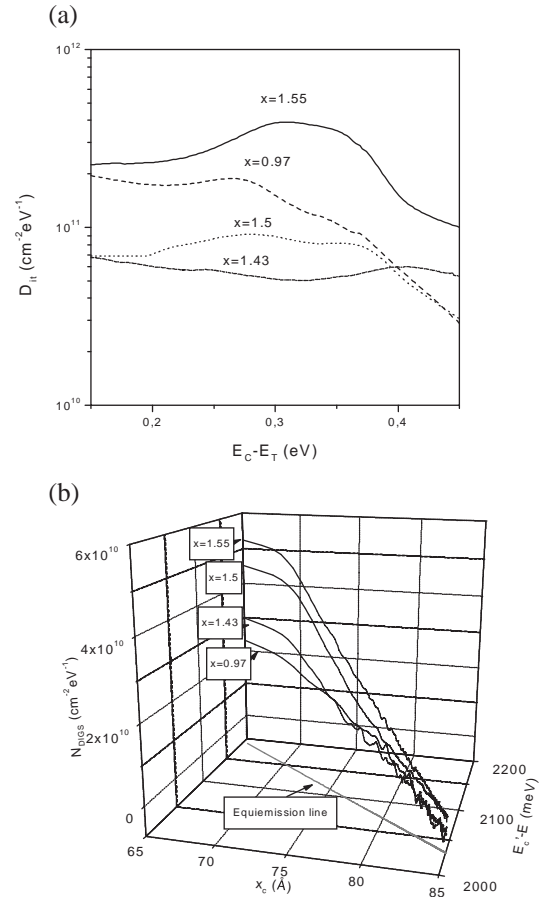 (a)
10^12
x=1.55
x=0.97
10^11
x=1.5
x=1.43
10^10
D_it (cm^-2 eV^-1)
0,2 0,3 0,4
E_C-E_T (eV)
(b)
6x10^10
4x10^10
2x10^10
0
N_DIGS (cm^-2 eV^-1)
x=1.55
x=1.5
x=1.43
x=0.97
Equiemission line
65 70 75 80 85
x_c (Å)
2200
2100
2000
E_c'-E (meV)